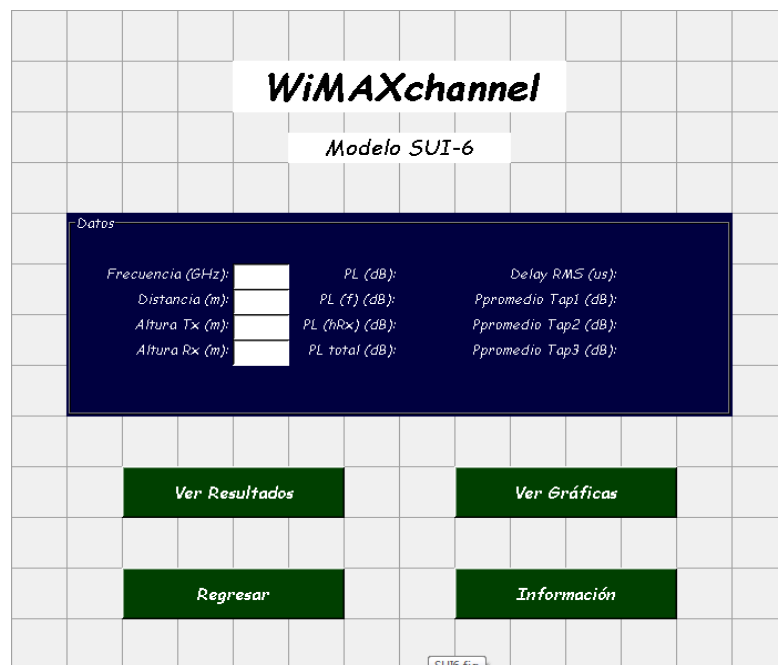 WiMAXchannel
Modelo SUI-6
Datos
Frecuencia (GHz): PL (dB): Delay RMS (us):
Distancia (m): PL (f) (dB): Ppromedio Tap1 (dB):
Altura Tx (m): PL (hRx) (dB): Ppromedio Tap2 (dB):
Altura Rx (m): PL total (dB): Ppromedio Tap3 (dB):
Ver Resultados Ver Gráficas
Regresar Información